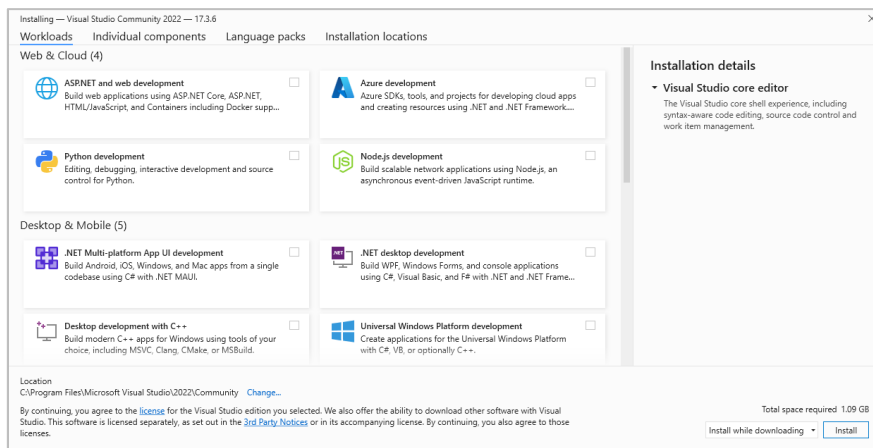 Installing — Visual Studio Community 2022 — 17.3.6
Workloads Individual components Language packs Installation locations
Web & Cloud (4)
ASP.NET and web development
Build web applications using ASP.NET Core, ASP.NET,
HTML/JavaScript, and Containers including Docker supp...
Azure development
Azure SDKs, tools, and projects for developing cloud apps
and creating resources using .NET and .NET Framework....
Python development
Editing, debugging, interactive development and source
control for Python.
Node.js development
Build scalable network applications using Node.js, an
asynchronous event-driven JavaScript runtime.
Desktop & Mobile (5)
.NET Multi-platform App UI development
Build Android, iOS, Windows, and Mac apps from a single
codebase using C# with .NET MAUI.
.NET
.NET desktop development
Build WPF, Windows Forms, and console applications
using C#, Visual Basic, and F# with .NET and .NET Frame...
Desktop development with C++
Build modern C++ apps for Windows using tools of your
choice, including MSVC, Clang, CMake, or MSBuild.
Universal Windows Platform development
Create applications for the Universal Windows Platform
with C#, VB, or optionally C++.
Installation details
Visual Studio core editor
The Visual Studio core shell experience, including
syntax-aware code editing, source code control and
work item management.
Location
C:\Program Files\Microsoft Visual Studio\2022\Community Change...
By continuing, you agree to the license for the Visual Studio edition you selected. We also offer the ability to download other software with Visual
Studio. This software is licensed separately, as set out in the 3rd Party Notices or in its accompanying license. By continuing, you also agree to those
licenses.
Total space required 1.09 GB
Install while downloading Install